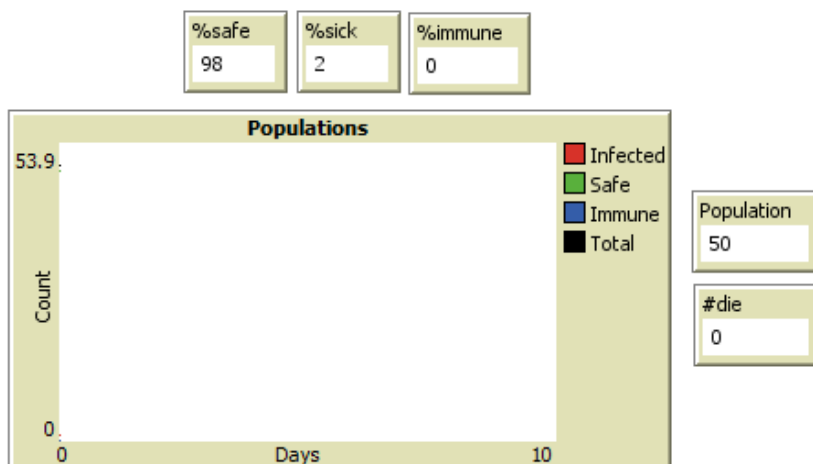 %safe
98
%sick
2
%immune
0
Populations
53.9
Count
0
0
Days
10
Infected
Safe
Immune
Total
Population
50
#die
0